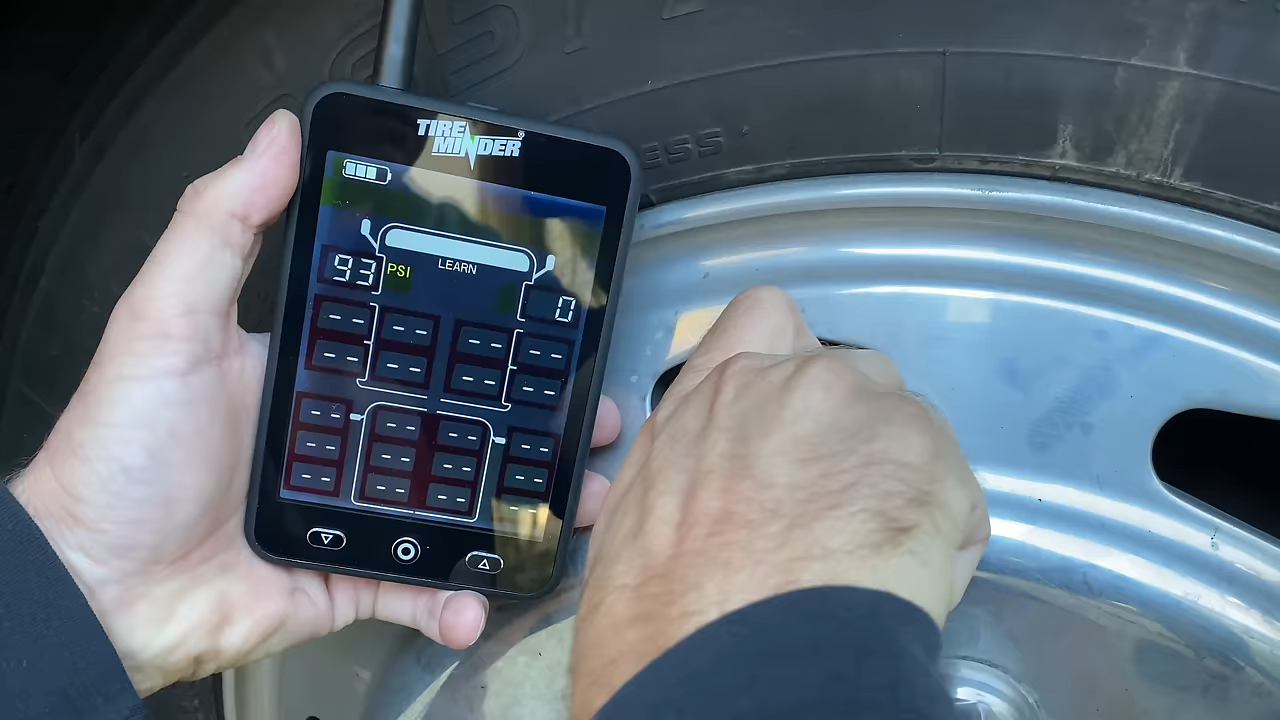 TIRE
MINDER®
ESS
93 PSI
LEARN
0
-- -- -- --
-- -- -- --
-- -- -- --
-- -- -- --
-- -- -- --